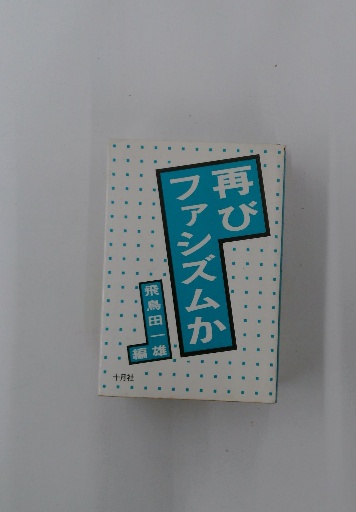 再び
ファシズムか
飛鳥田一雄
編
十月社